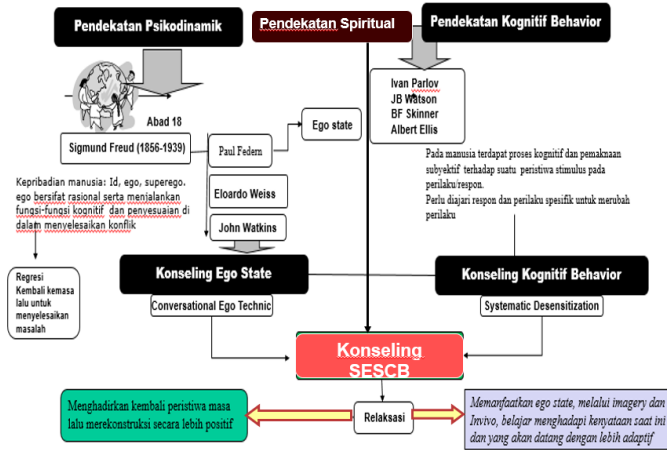 Pendekatan Psikodinamik
Pendekatan Spiritual
Pendekatan Kognitif Behavior
Abad 18
Sigmund Freud (1856-1939)
Paul Federn
Ego state
Eloardo Weiss
John Watkins
Ivan Parlov
JB Watson
BF Skinner
Albert Ellis
Kepribadian manusia: Id, ego, superego.
ego bersifat rasional serta menjalankan
fungsi-fungsi kognitif dan penyesuaian di
dalam menyelesaikan konflik
Pada manusia terdapat proses kognitif dan pemaknaan
subyektif terhadap suatu peristiwa stimulus pada
perilaku/respon.
Perlu diajari respon dan perilaku spesifik untuk merubah
perilaku
Regresi
Kembali kemasa
lalu untuk
menyelesaikan
masalah
Konseling Ego State
Conversational Ego Technic
Konseling Kognitif Behavior
Systematic Desensitization
Konseling
SESCB
Relaksasi
Menghadirkan kembali peristiwa masa
lalu merekonstruksi secara lebih positif
Memanfaatkan ego state, melalui imagery dan
Invivo, belajar menghadapi kenyataan saat ini
dan yang akan datang dengan lebih adaptif